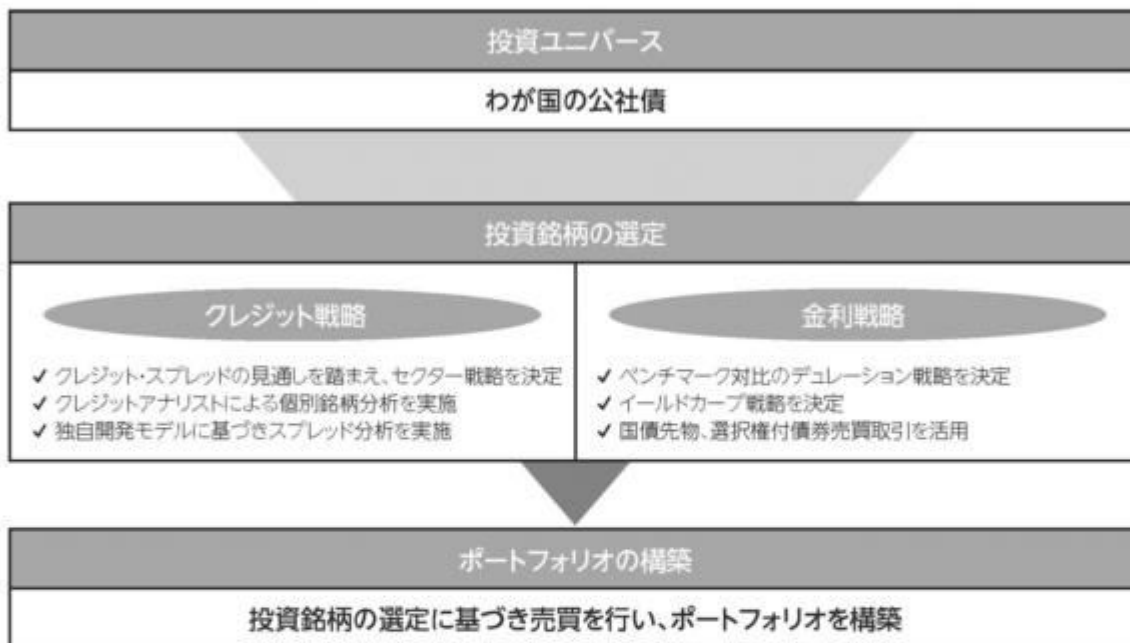 投資ユニバース
わが国の公社債
投資銘柄の選定
クレジット戦略
✓ クレジット・スプレッドの見通しを踏まえ、セクター戦略を決定
✓ クレジットアナリストによる個別銘柄分析を実施
✓ 独自開発モデルに基づきスプレッド分析を実施
金利戦略
✓ ベンチマーク対比のデュレーション戦略を決定
✓ イールドカーブ戦略を決定
✓ 国債先物、選択権付債券売買取引を活用
ポートフォリオの構築
投資銘柄の選定に基づき売買を行い、ポートフォリオを構築